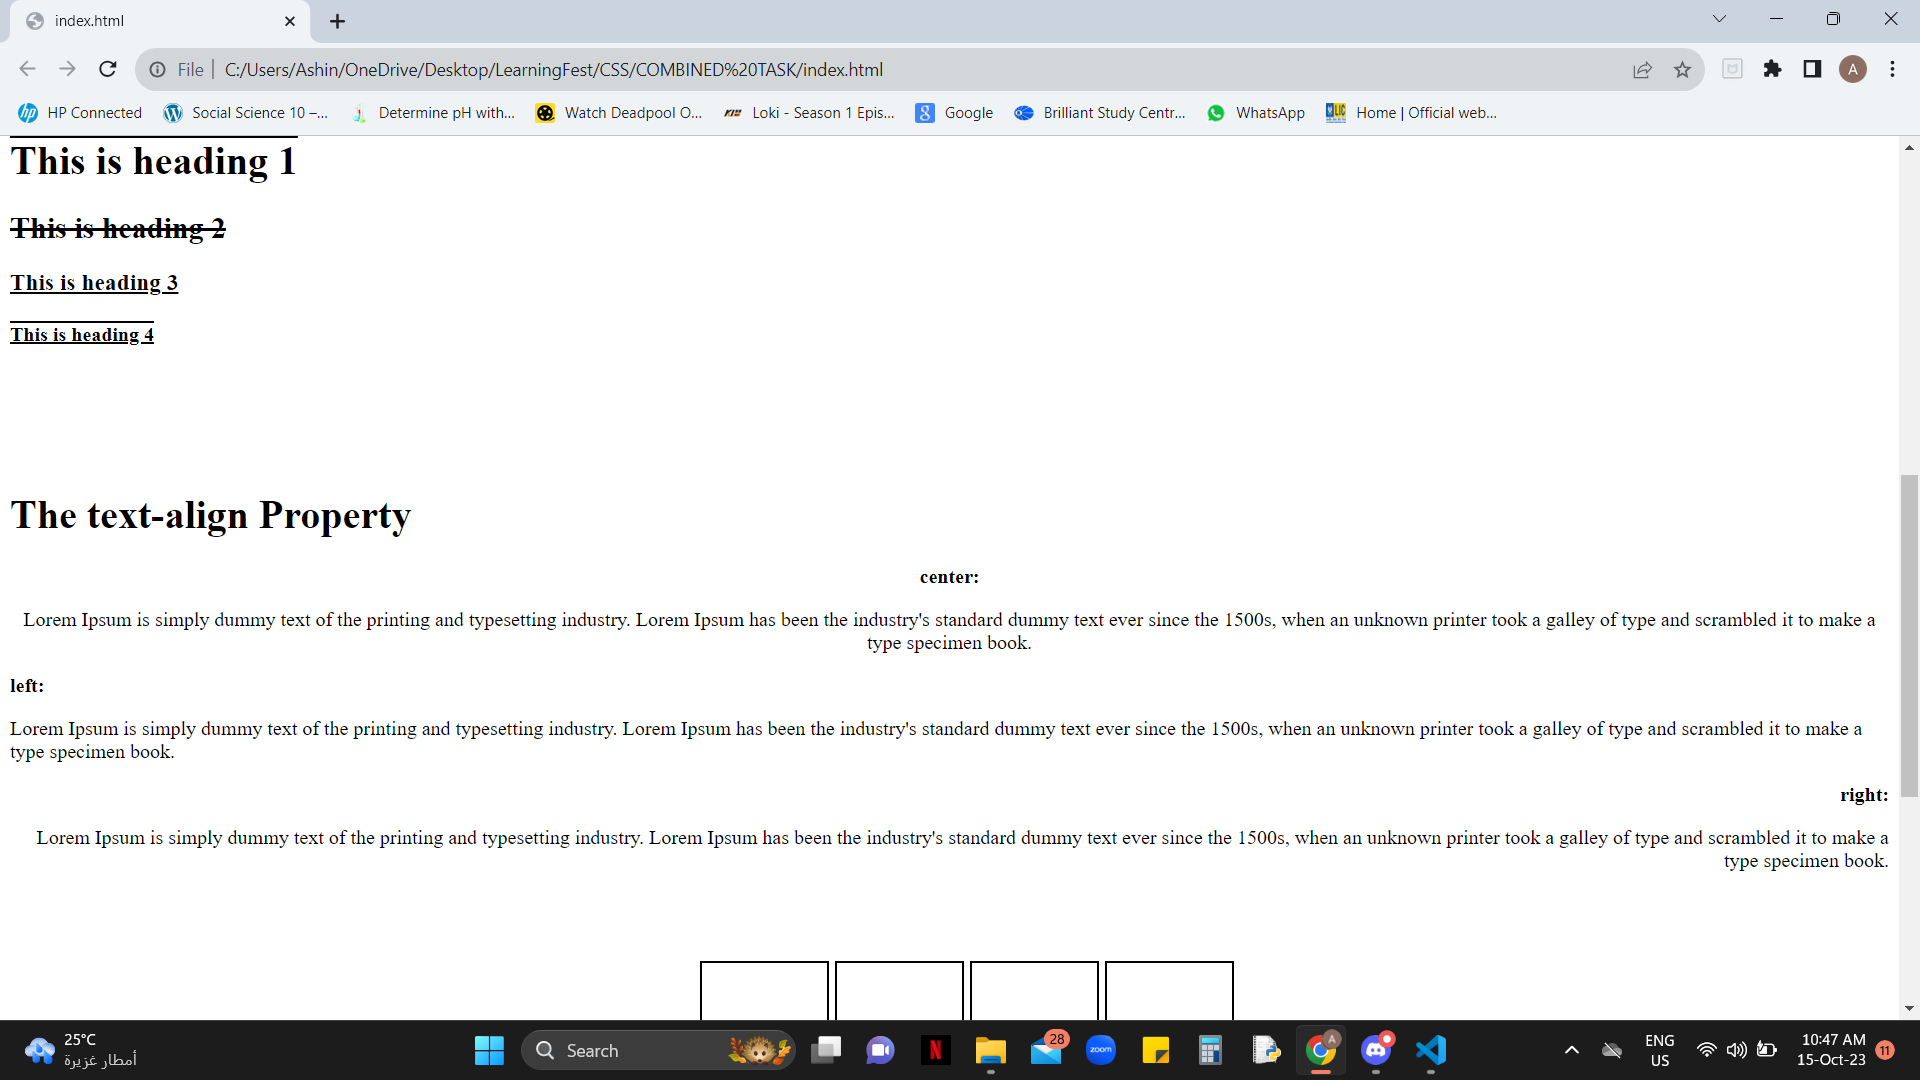 index.html
File C:/Users/Ashin/OneDrive/Desktop/LearningFest/CSS/COMBINED%20TASK/index.html
A
HP Connected Social Science 10 –... Determine pH with... Watch Deadpool O... Loki - Season 1 Epis... Google Brilliant Study Centr... WhatsApp Home | Official web...
This is heading 1
This is heading 2
This is heading 3
This is heading 4
The text-align Property
center:
Lorem Ipsum is simply dummy text of the printing and typesetting industry. Lorem Ipsum has been the industry's standard dummy text ever since the 1500s, when an unknown printer took a galley of type and scrambled it to make a
type specimen book.
left:
Lorem Ipsum is simply dummy text of the printing and typesetting industry. Lorem Ipsum has been the industry's standard dummy text ever since the 1500s, when an unknown printer took a galley of type and scrambled it to make a
type specimen book.
right:
Lorem Ipsum is simply dummy text of the printing and typesetting industry. Lorem Ipsum has been the industry's standard dummy text ever since the 1500s, when an unknown printer took a galley of type and scrambled it to make a
type specimen book.
25°C
أمطار غزيرة
Search
28
zoom
A
ENG
US
10:47 AM
15-Oct-23
11